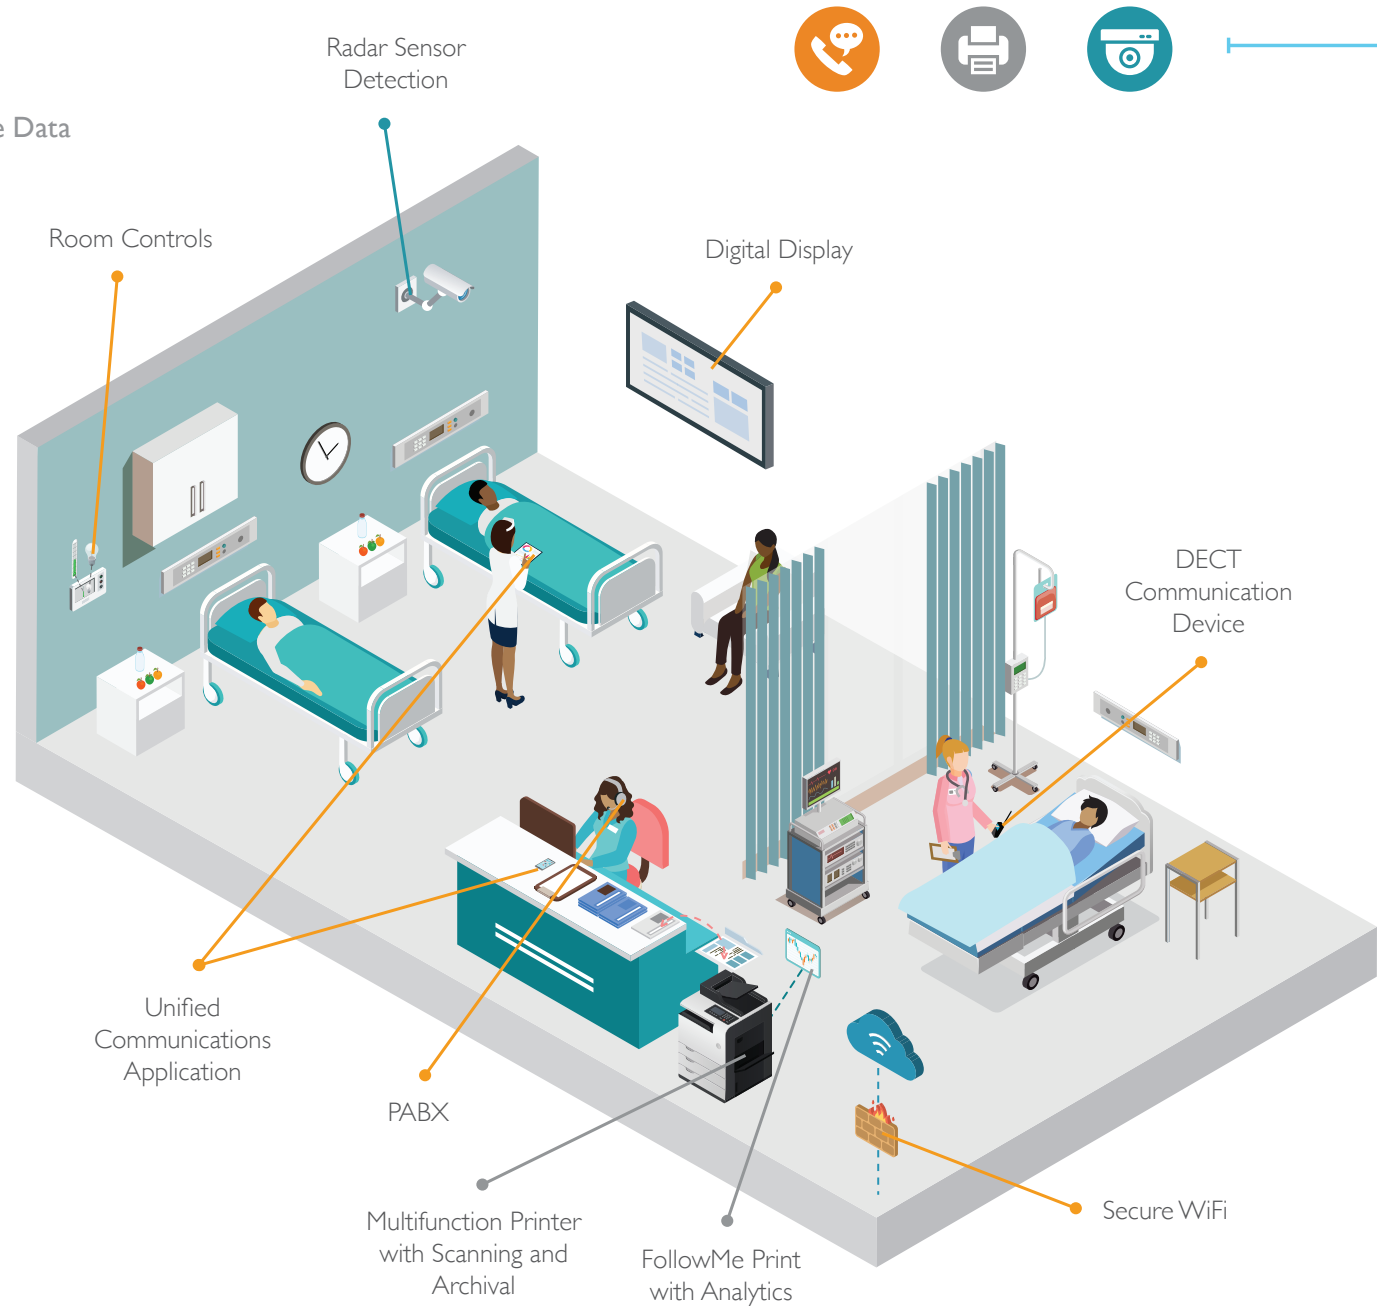 Radar Sensor
Detection
e Data
Room Controls
Digital Display
DECT
Communication
Device
Unified
Communications
Application
PABX
Multifunction Printer
with Scanning and
Archival
FollowMe Print
with Analytics
Secure WiFi